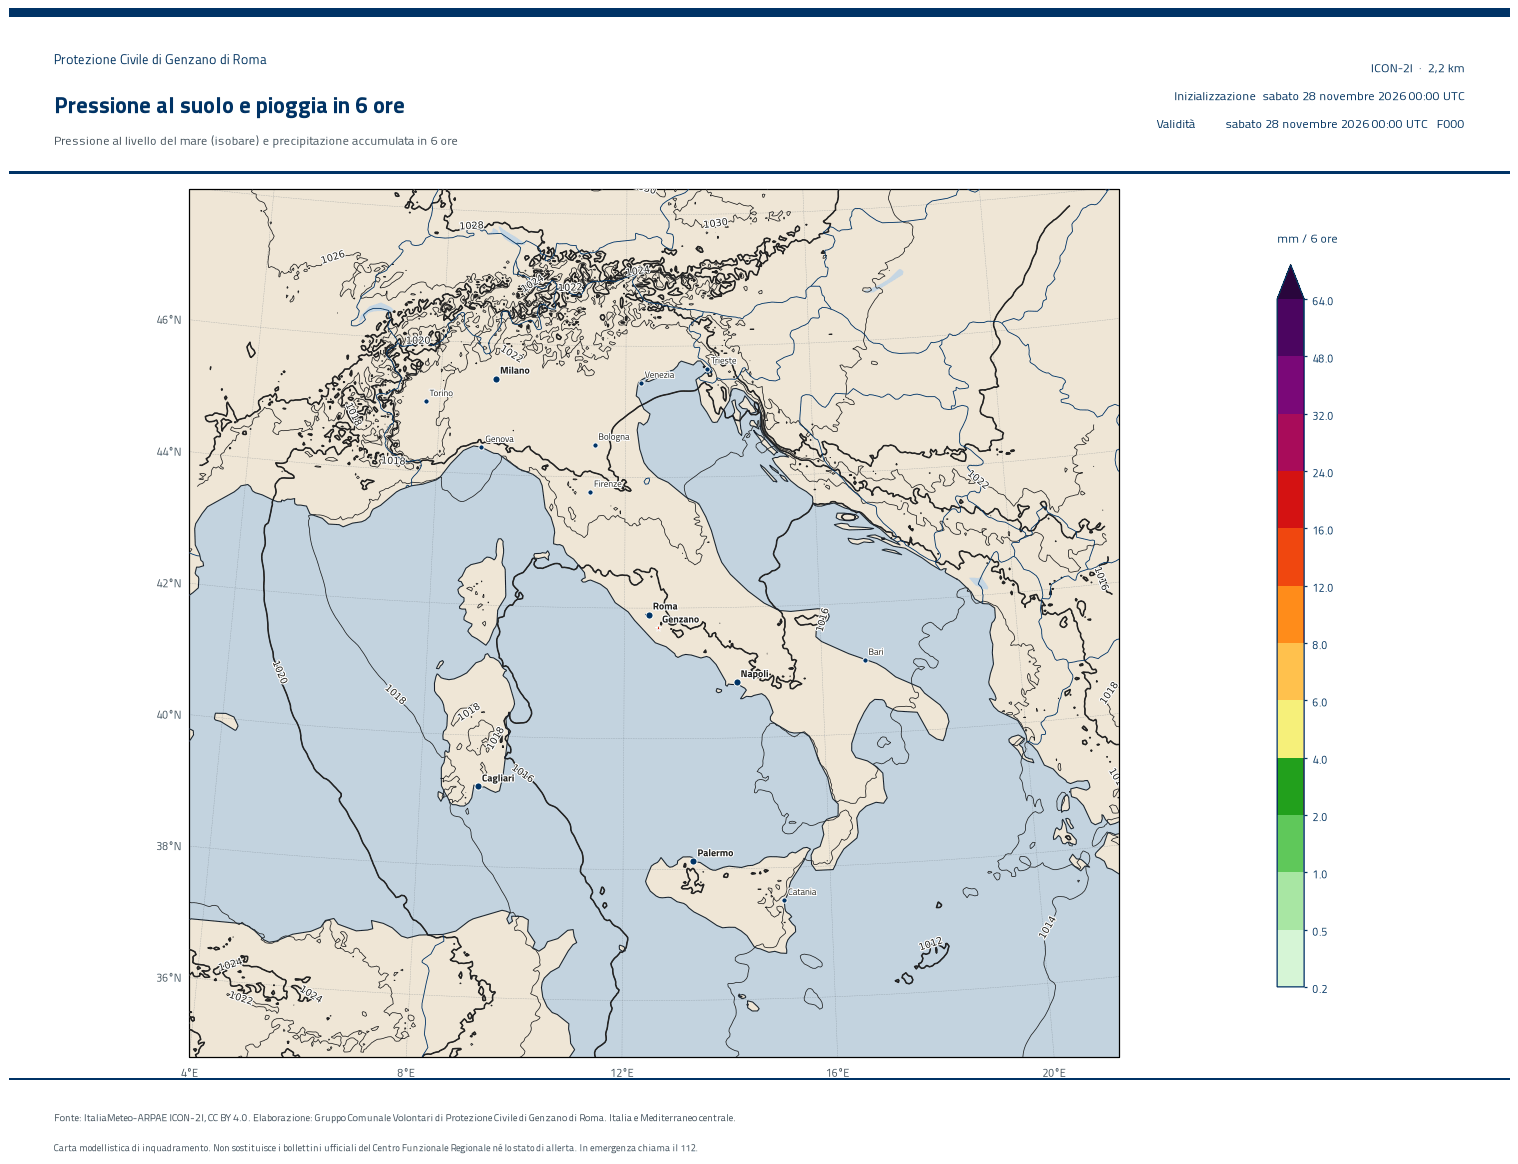 Protezione Civile di Genzano di Roma
Pressione al suolo e pioggia in 6 ore
Pressione al livello del mare (isobare) e precipitazione accumulata in 6 ore
ICON-2I · 2,2 km
Inizializzazione sabato 28 novembre 2026 00:00 UTC
Validità sabato 28 novembre 2026 00:00 UTC F000
mm / 6 ore
64.0
48.0
32.0
24.0
16.0
12.0
8.0
6.0
4.0
2.0
1.0
0.5
0.2
46°N
44°N
42°N
40°N
38°N
36°N
4°E
8°E
12°E
16°E
20°E
1028
1030
1026
1024
1024
1022
1020
1022
Milano
Trieste
Venezia
Torino
Genova
Bologna
1018
1018
Firenze
1022
1016
Roma
Genzano
1016
Bari
Napoli
1020
1018
1018
1018
1018
1016
Cagliari
Palermo
Catania
1014
1012
1024
1022
1024
Fonte: ItaliaMeteo-ARPAE ICON-2I, CC BY 4.0. Elaborazione: Gruppo Comunale Volontari di Protezione Civile di Genzano di Roma. Italia e Mediterraneo centrale.
Carta modellistica di inquadramento. Non sostituisce i bollettini ufficiali del Centro Funzionale Regionale né lo stato di allerta. In emergenza chiama il 112.